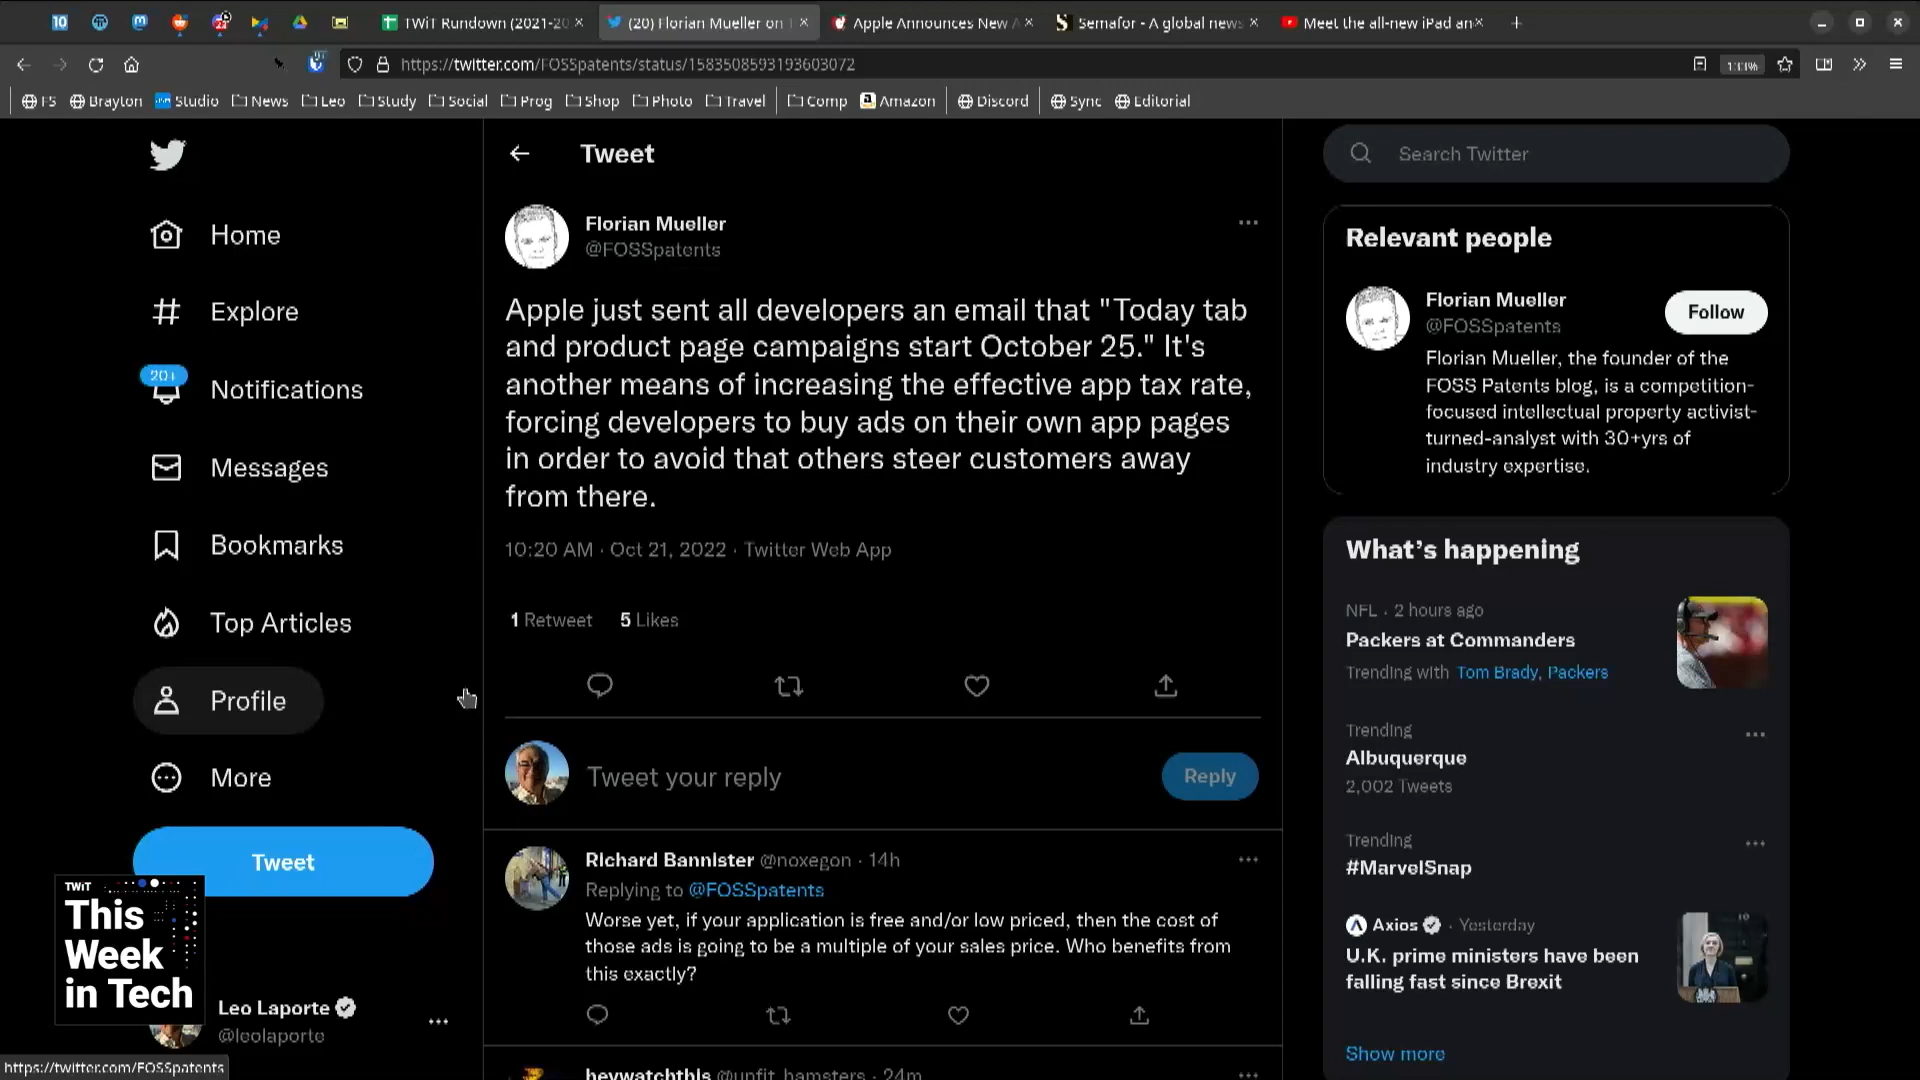 TWiT Rundown (2021-20
(20) Florian Mueller on
Apple Announces New A
Semafor - A global news
Meet the all-new iPad an
https://twitter.com/FOSSpatents/status/1583508593193603072
133%
FS
Brayton
Studio
News
Leo
Study
Social
Prog
Shop
Photo
Travel
Comp
Amazon
Discord
Sync
Editorial
Home
Explore
20+
Notifications
Messages
Bookmarks
Top Articles
Profile
More
Tweet
TWiT
This
Week
in Tech
Leo Laporte
@leolaporte
https://twitter.com/FOSSpatents
Tweet
Florian Mueller
@FOSSpatents
Apple just sent all developers an email that "Today tab
and product page campaigns start October 25." It's
another means of increasing the effective app tax rate,
forcing developers to buy ads on their own app pages
in order to avoid that others steer customers away
from there.
10:20 AM · Oct 21, 2022 · Twitter Web App
1 Retweet 5 Likes
Tweet your reply
Reply
Richard Bannister @noxegon · 14h
Replying to @FOSSpatents
Worse yet, if your application is free and/or low priced, then the cost of
those ads is going to be a multiple of your sales price. Who benefits from
this exactly?
heywatchthis @unfit_hamsters · 24m
Search Twitter
Relevant people
Florian Mueller
@FOSSpatents
Follow
Florian Mueller, the founder of the
FOSS Patents blog, is a competition-
focused intellectual property activist-
turned-analyst with 30+yrs of
industry expertise.
What's happening
NFL · 2 hours ago
Packers at Commanders
Trending with Tom Brady, Packers
Trending
Albuquerque
2,002 Tweets
Trending
#MarvelSnap
Axios · Yesterday
U.K. prime ministers have been
falling fast since Brexit
Show more